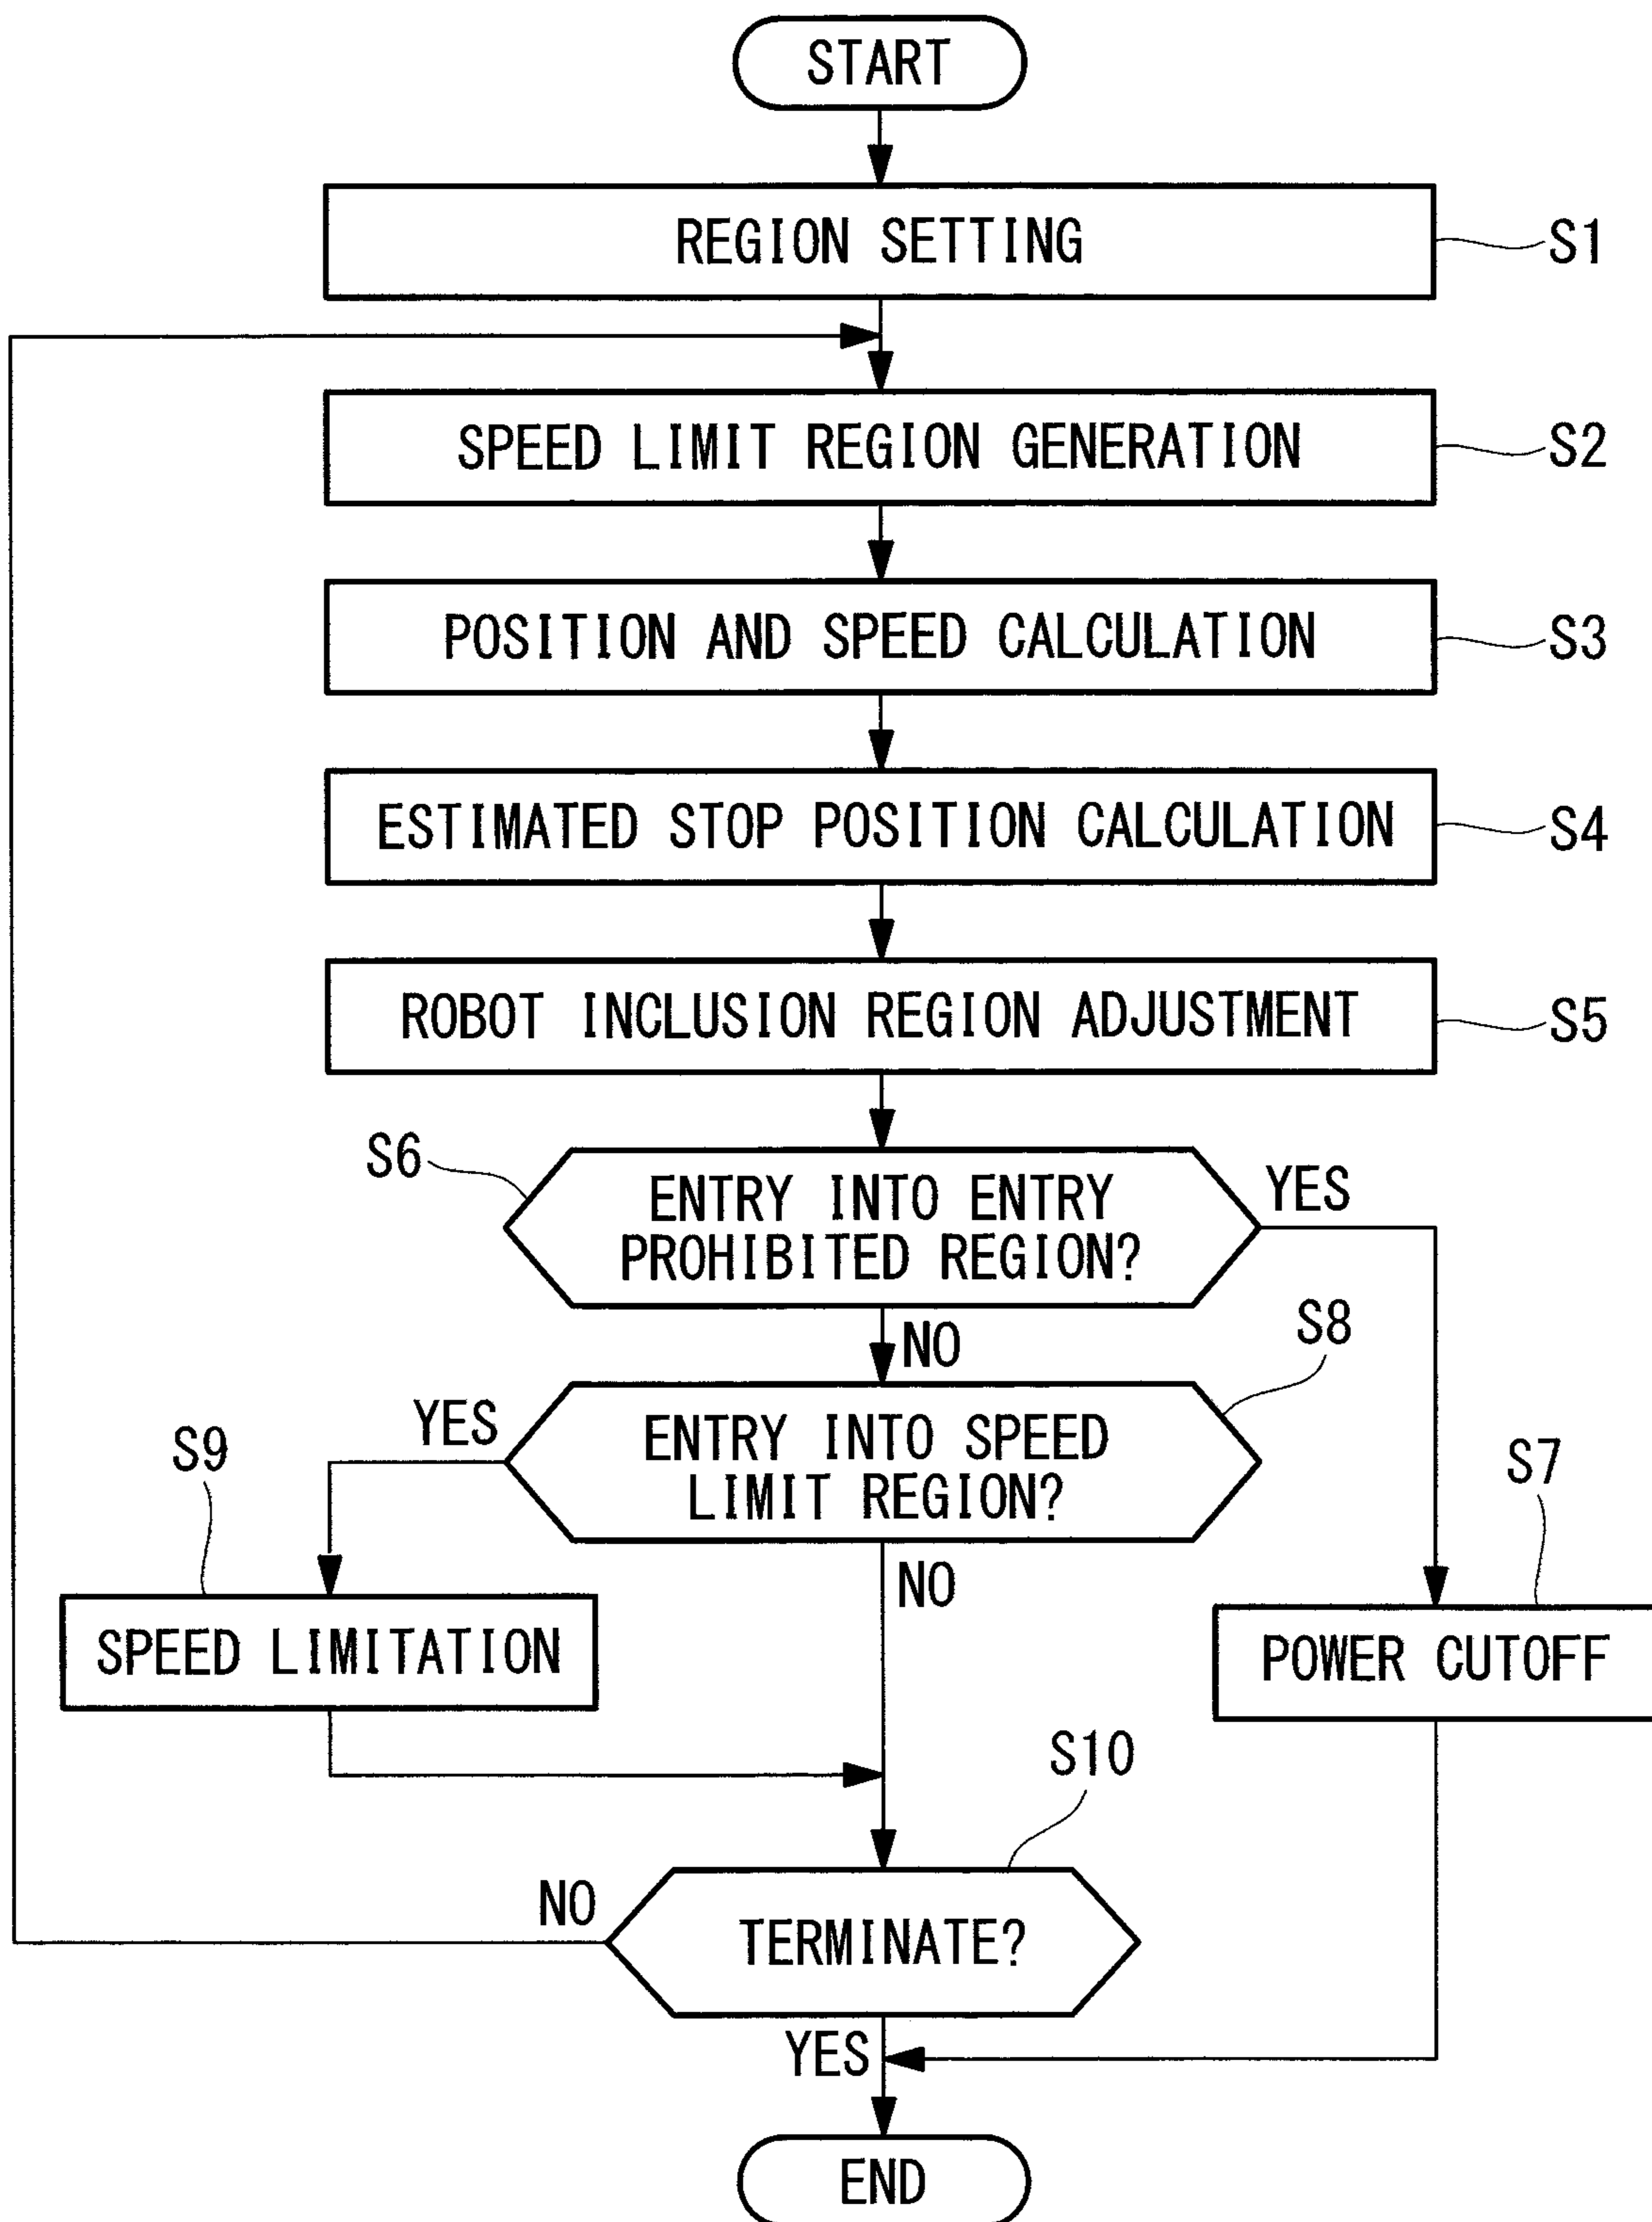 START
REGION SETTING
S1
SPEED LIMIT REGION GENERATION
S2
POSITION AND SPEED CALCULATION
S3
ESTIMATED STOP POSITION CALCULATION
S4
ROBOT INCLUSION REGION ADJUSTMENT
S5
S6
ENTRY INTO ENTRY
PROHIBITED REGION?
YES
NO
S8
YES
ENTRY INTO SPEED
LIMIT REGION?
S9
S7
NO
SPEED LIMITATION
POWER CUTOFF
S10
NO
TERMINATE?
YES
END